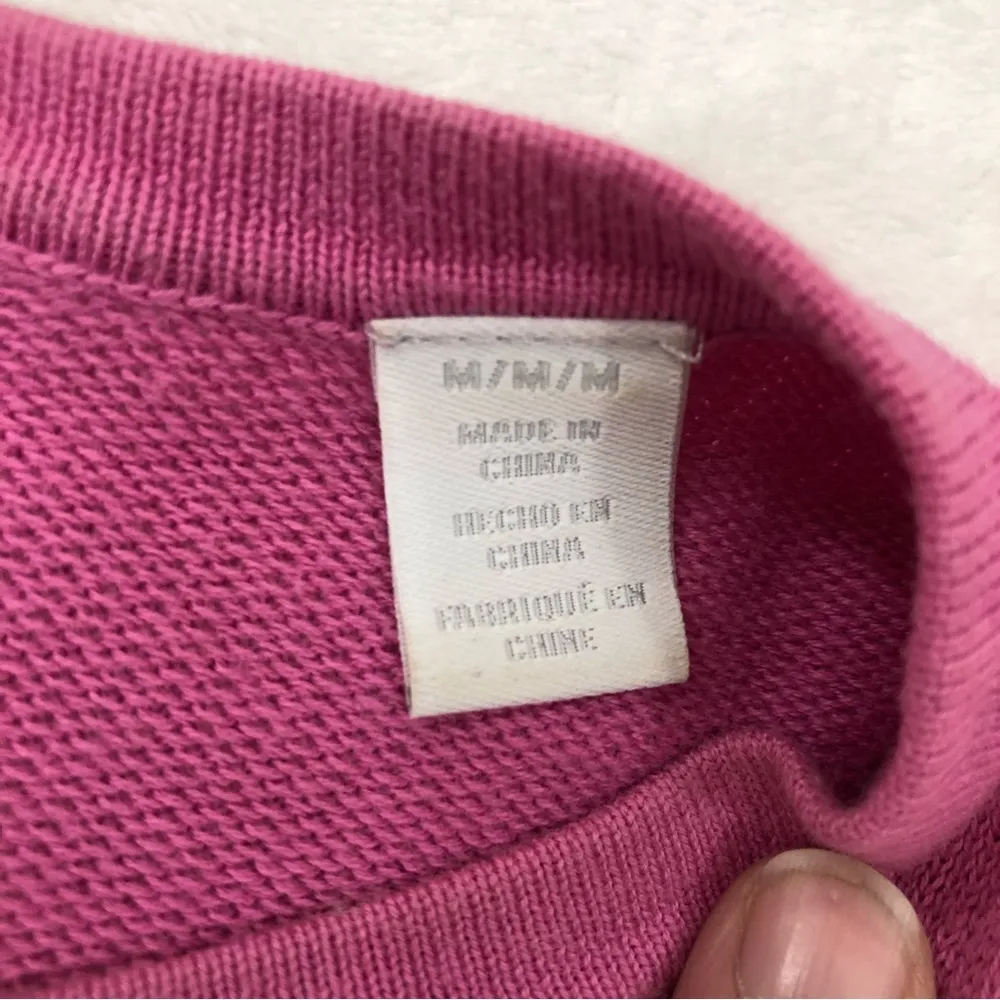 M/M/M
MADE IN
CHINA
HECHO EN
CHINA
FABRIQUÉ EN
CHINE